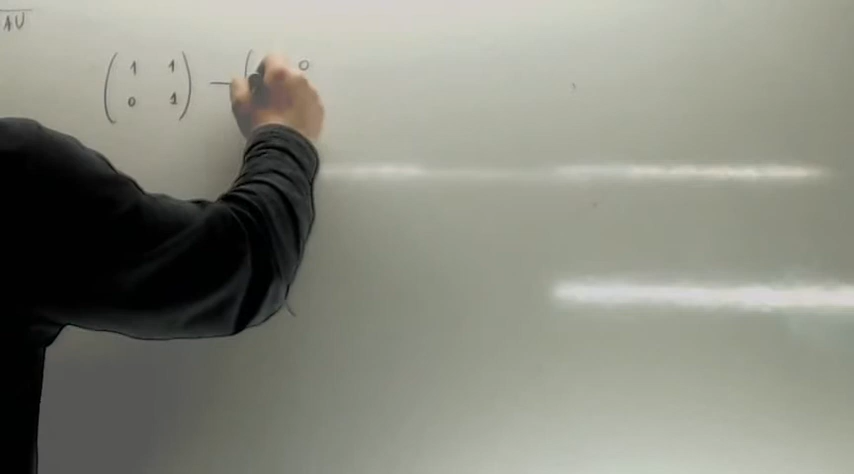 AU
( 1 1 ) — ( 0
( 0 1 )